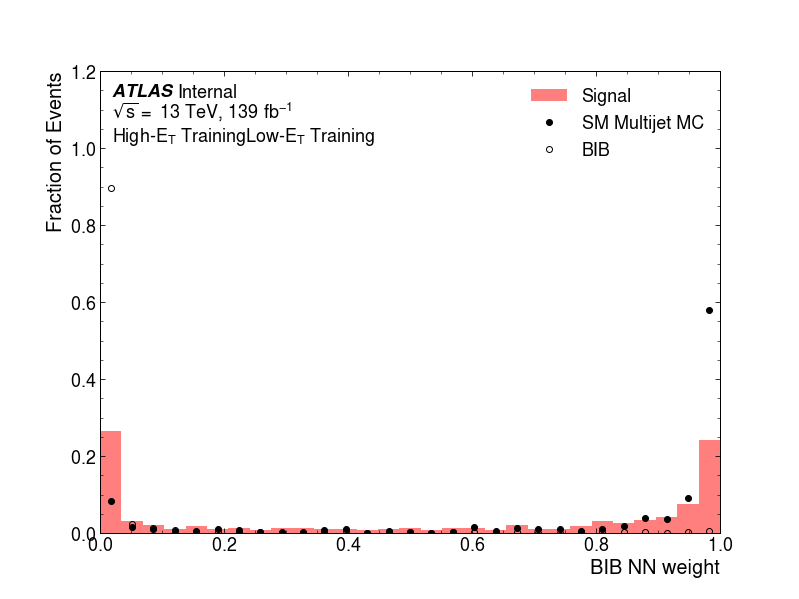 1.2
1.0
0.8
0.6
0.4
0.2
0.0
Fraction of Events
ATLAS Internal
√s = 13 TeV, 139 fb⁻¹
High-E_T TrainingLow-E_T Training
Signal
SM Multijet MC
BIB
0.0 0.2 0.4 0.6 0.8 1.0
BIB NN weight